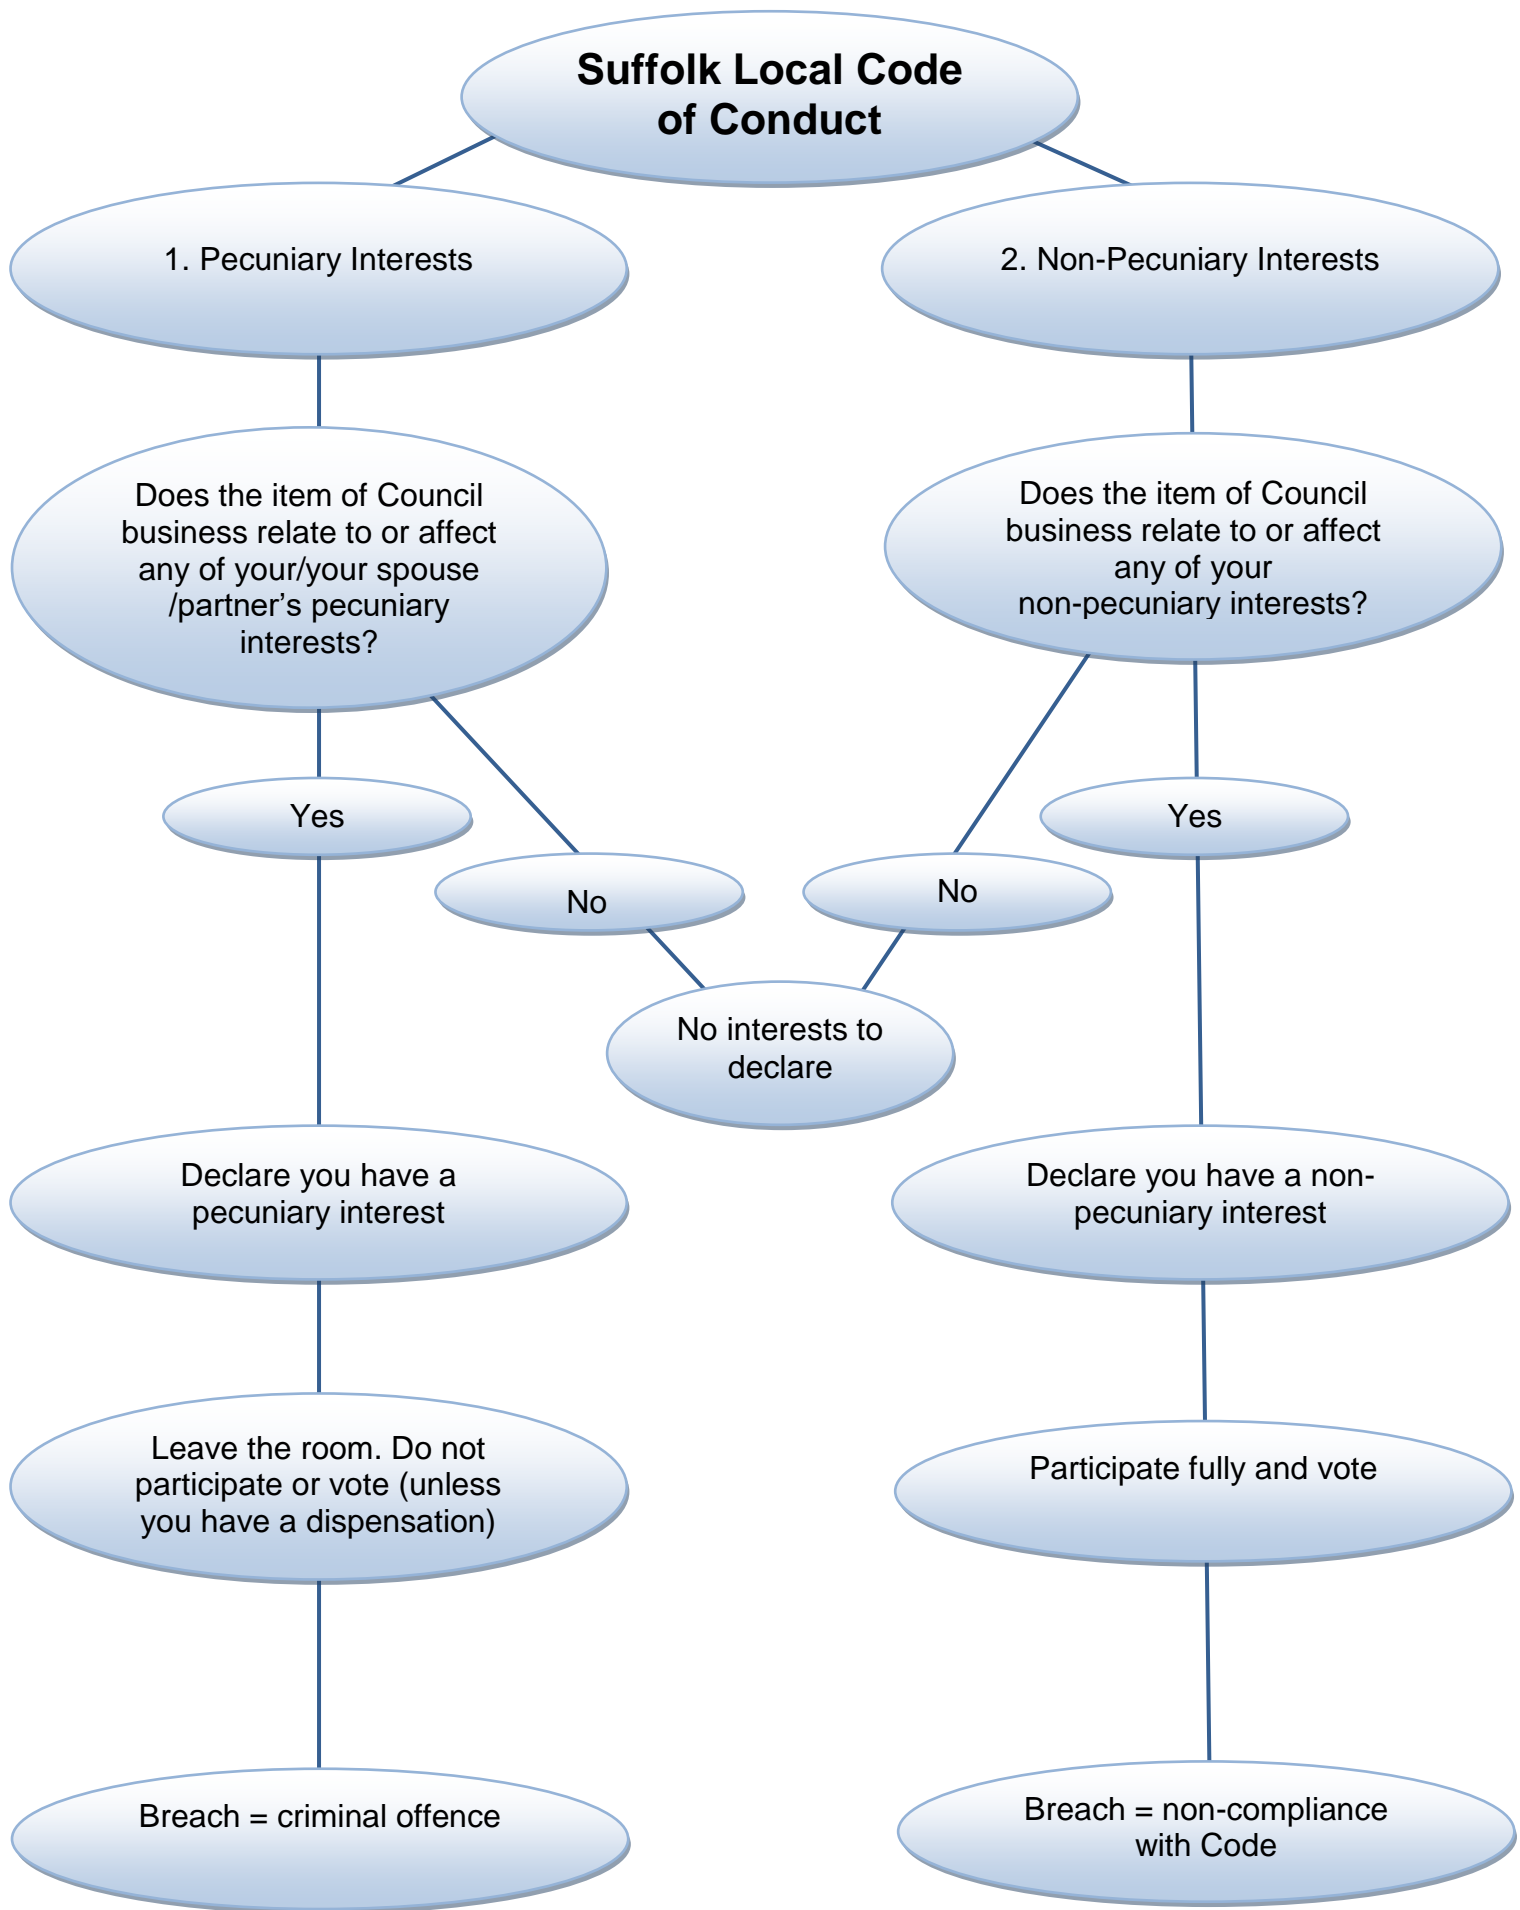 Suffolk Local Code
of Conduct
1. Pecuniary Interests
2. Non-Pecuniary Interests
Does the item of Council
business relate to or affect
any of your/your spouse
/partner’s pecuniary
interests?
Does the item of Council
business relate to or affect
any of your
non-pecuniary interests?
Yes
No
No
Yes
No interests to
declare
Declare you have a
pecuniary interest
Declare you have a non-
pecuniary interest
Leave the room. Do not
participate or vote (unless
you have a dispensation)
Participate fully and vote
Breach = criminal offence
Breach = non-compliance
with Code